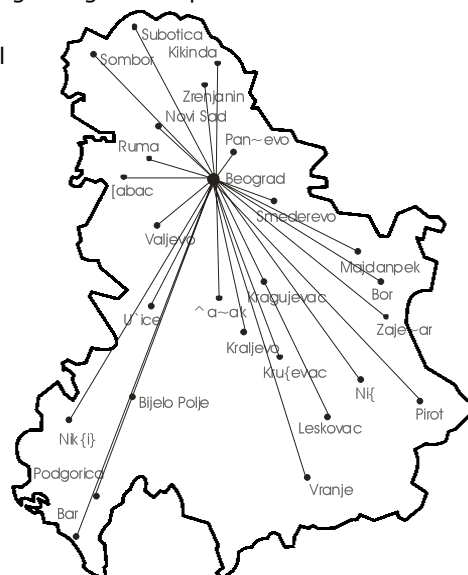 Subotica
Kikinda
Sombor
Zrenjanin
Novi Sad
Pan~evo
Ruma
Beograd
[abac
Smederevo
Valjevo
Majdanpek
Bor
Kragujevac
^a~ak
U`ice
Zaje~ar
Kraljevo
Kru{evac
Ni{
Bijelo Polje
Pirot
Leskovac
Nik{i}
Podgorica
Vranje
Bar